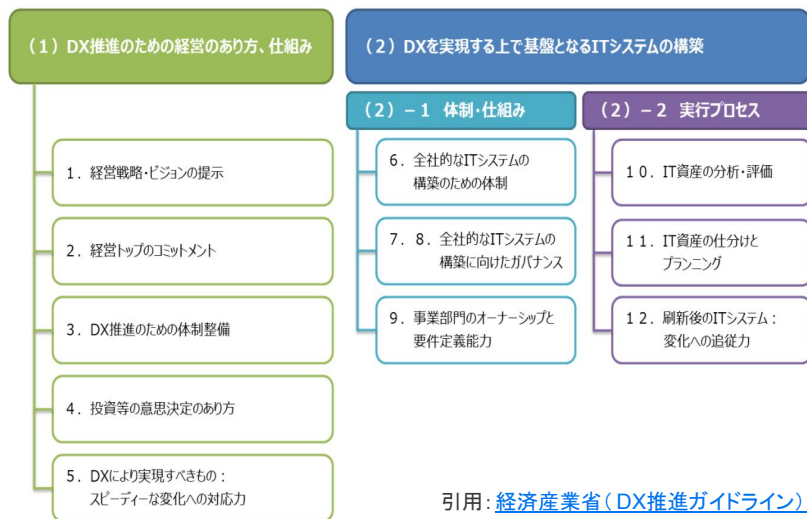 (1)DX推進のための経営のあり方、仕組み
1.経営戦略・ビジョンの提示
2.経営トップのコミットメント
3.DX推進のための体制整備
4.投資等の意思決定のあり方
5.DXにより実現すべきもの:
スピーディーな変化への対応力
(2)DXを実現する上で基盤となるITシステムの構築
(2)-1 体制・仕組み
6.全社的なITシステムの
構築のための体制
7.8.全社的なITシステムの
構築に向けたガバナンス
9.事業部門のオーナーシップと
要件定義能力
(2)-2 実行プロセス
10.IT資産の分析・評価
11.IT資産の仕分けと
プランニング
12.刷新後のITシステム:
変化への追従力
引用:経済産業省(DX推進ガイドライン)